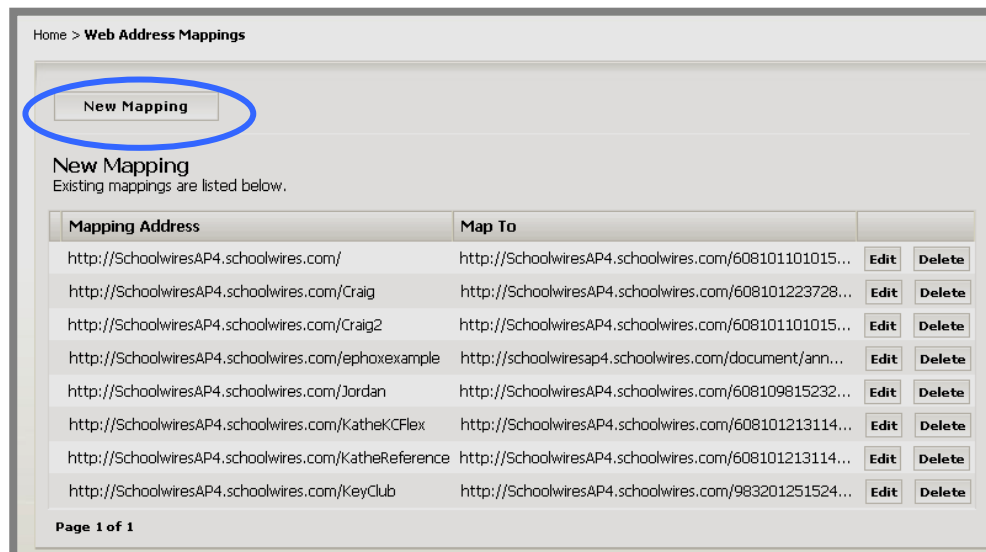 Home > Web Address Mappings
New Mapping
New Mapping
Existing mappings are listed below.
Mapping Address Map To
http://SchoolwiresAP4.schoolwires.com/ http://SchoolwiresAP4.schoolwires.com/608101101015... Edit Delete
http://SchoolwiresAP4.schoolwires.com/Craig http://SchoolwiresAP4.schoolwires.com/608101223728... Edit Delete
http://SchoolwiresAP4.schoolwires.com/Craig2 http://SchoolwiresAP4.schoolwires.com/608101101015... Edit Delete
http://SchoolwiresAP4.schoolwires.com/ephoxexample http://schoolwiresap4.schoolwires.com/document/ann... Edit Delete
http://SchoolwiresAP4.schoolwires.com/Jordan http://SchoolwiresAP4.schoolwires.com/608109815232... Edit Delete
http://SchoolwiresAP4.schoolwires.com/KatheKCFlex http://SchoolwiresAP4.schoolwires.com/608101213114... Edit Delete
http://SchoolwiresAP4.schoolwires.com/KatheReference http://SchoolwiresAP4.schoolwires.com/608101213114... Edit Delete
http://SchoolwiresAP4.schoolwires.com/KeyClub http://SchoolwiresAP4.schoolwires.com/983201251524... Edit Delete
Page 1 of 1